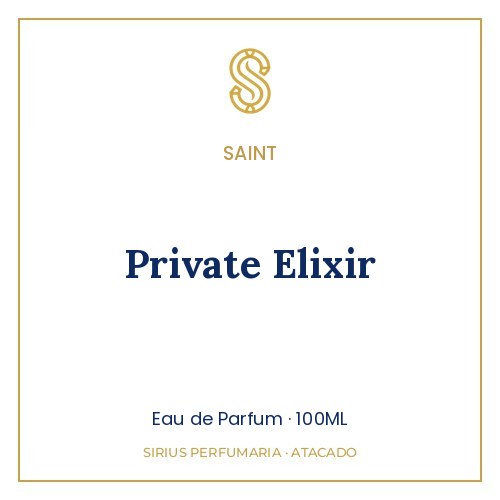 SAINT
Private Elixir
Eau de Parfum · 100ML
SIRIUS PERFUMARIA · ATACADO